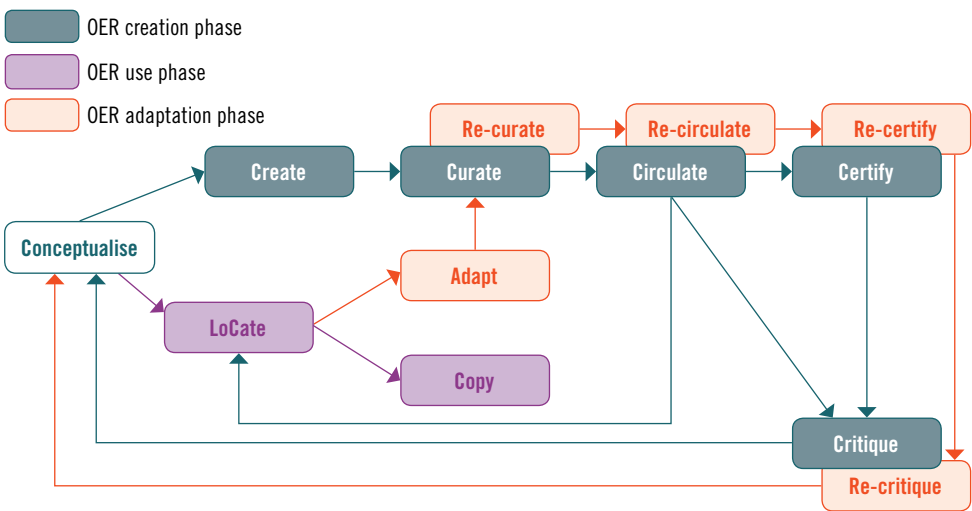 OER creation phase
OER use phase
OER adaptation phase
Re-curate
Re-circulate
Re-certify
Create
Curate
Circulate
Certify
Conceptualise
Adapt
LoCate
Copy
Critique
Re-critique